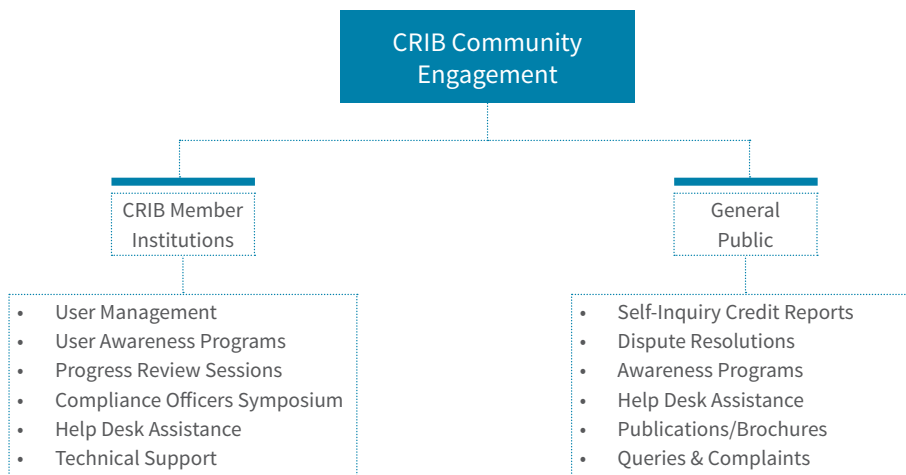 CRIB Community
Engagement
CRIB Member
Institutions
• User Management
• User Awareness Programs
• Progress Review Sessions
• Compliance Officers Symposium
• Help Desk Assistance
• Technical Support
General
Public
• Self-Inquiry Credit Reports
• Dispute Resolutions
• Awareness Programs
• Help Desk Assistance
• Publications/Brochures
• Queries & Complaints